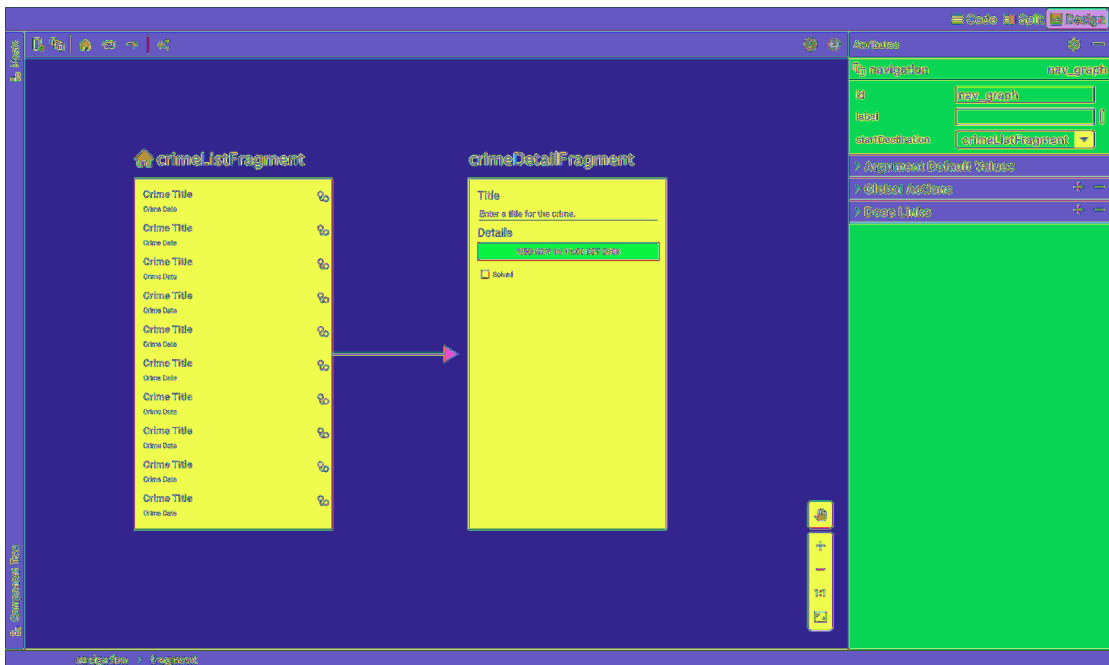 Code Split Design
Hosts
Attributes
navigation nav_graph
id nav_graph
label
startDestination crimeListFragment
Argument Default Values
Global Actions
Deep Links
crimeListFragment
Crime Title
Crime Date
Crime Title
Crime Date
Crime Title
Crime Date
Crime Title
Crime Date
Crime Title
Crime Date
Crime Title
Crime Date
Crime Title
Crime Date
Crime Title
Crime Date
Crime Title
Crime Date
Crime Title
Crime Date
crimeDetailFragment
Title
Enter a title for the crime.
Details
Solved
1:1
Component Tree
navigation › fragment